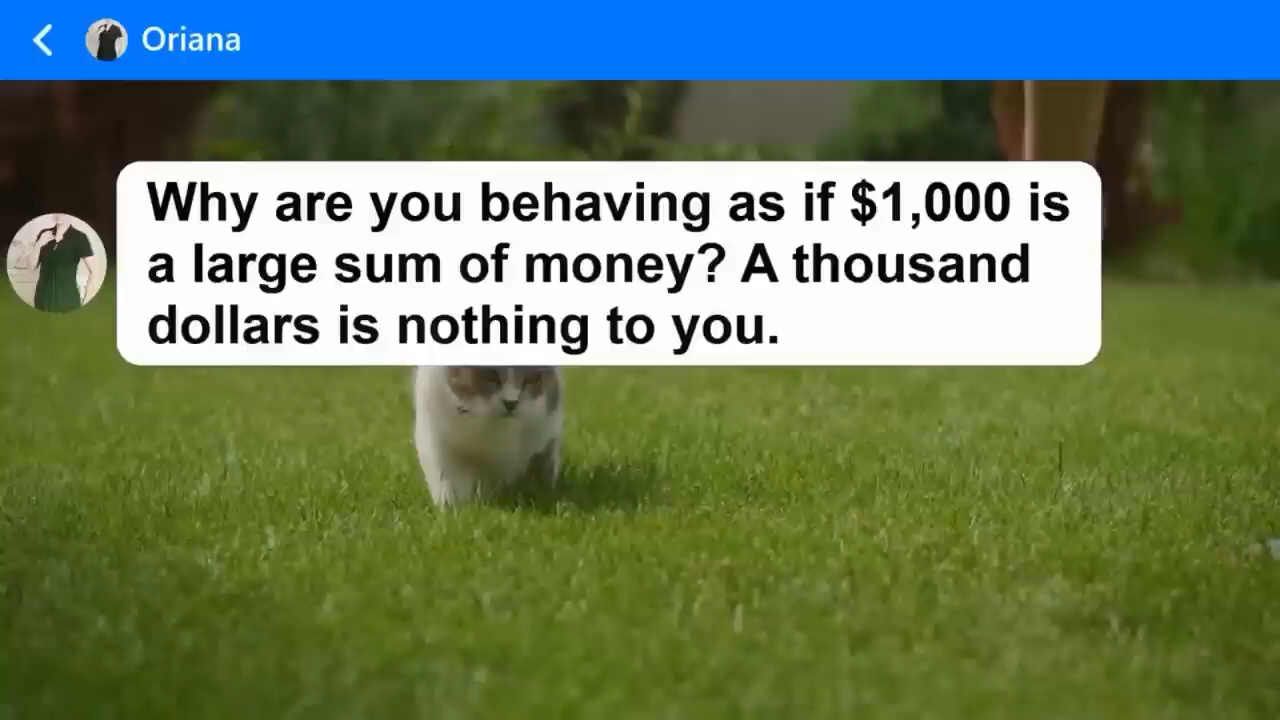 Oriana
Why are you behaving as if $1,000 is
a large sum of money? A thousand
dollars is nothing to you.